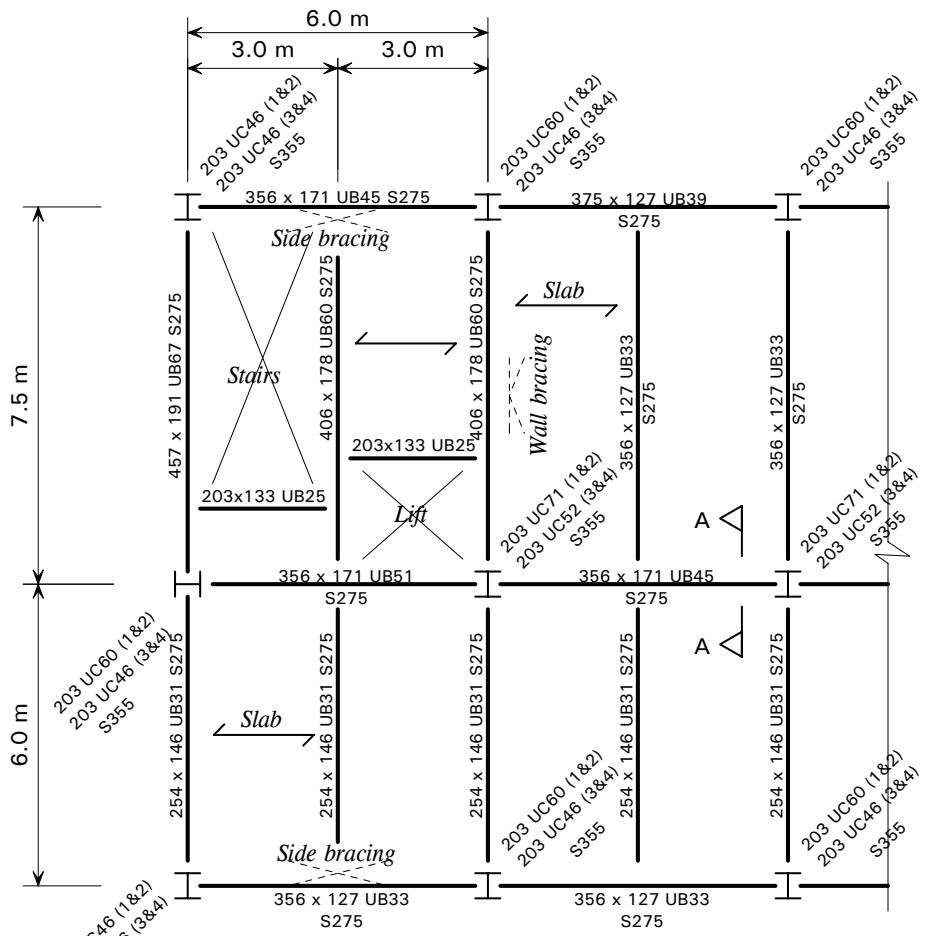 6.0 m
3.0 m
3.0 m
203 UC46 (1&2)
203 UC46 (3&4)
S355
203 UC60 (1&2)
203 UC46 (3&4)
S355
203 UC60 (1&2)
203 UC46 (3&4)
S355
356 x 171 UB45 S275
375 x 127 UB39
S275
Side bracing
Slab
7.5 m
457 x 191 UB67 S275
Stairs
406 x 178 UB60 S275
406 x 178 UB60 S275
Wall bracing
356 x 127 UB33
S275
356 x 127 UB33
S275
203x133 UB25
203x133 UB25
Lift
203 UC71 (1&2)
203 UC52 (3&4)
S355
A
203 UC71 (1&2)
203 UC52 (3&4)
S355
356 x 171 UB51
S275
356 x 171 UB45
S275
203 UC60 (1&2)
203 UC46 (3&4)
S355
A
6.0 m
254 x 146 UB31 S275
Slab
254 x 146 UB31 S275
254 x 146 UB31 S275
254 x 146 UB31 S275
254 x 146 UB31 S275
203 UC60 (1&2)
203 UC46 (3&4)
S355
203 UC60 (1&2)
203 UC46 (3&4)
S355
Side bracing
356 x 127 UB33
S275
356 x 127 UB33
S275
(1&2)
(3&4)